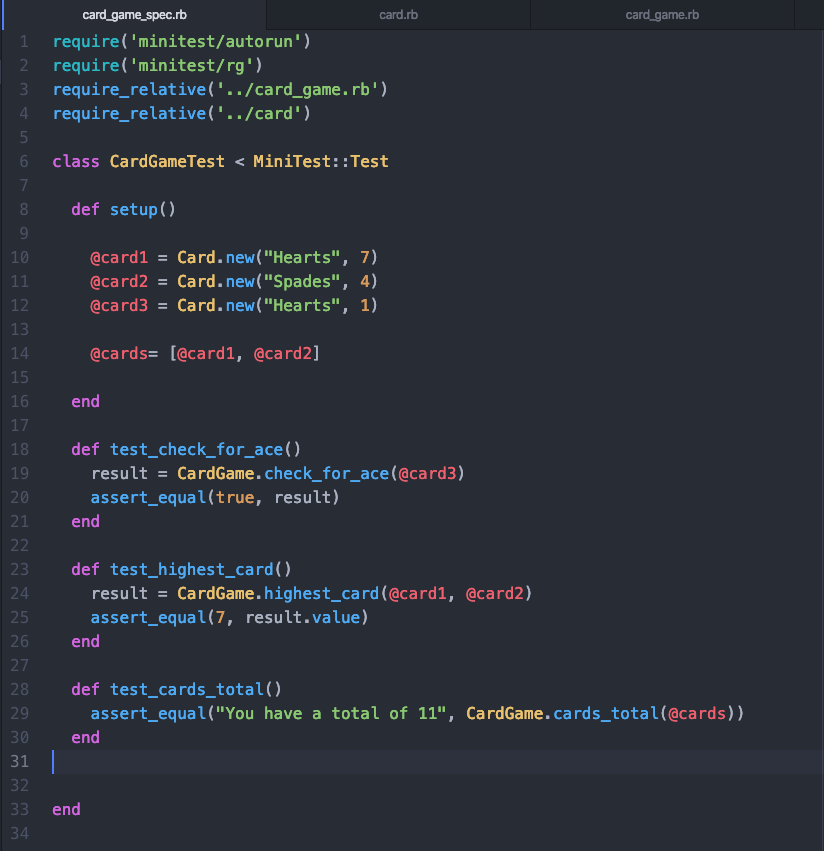 card_game_spec.rb card.rb card_game.rb
1 require('minitest/autorun')
2 require('minitest/rg')
3 require_relative('../card_game.rb')
4 require_relative('../card')
5
6 class CardGameTest < MiniTest::Test
7
8 def setup()
9
10 @card1 = Card.new("Hearts", 7)
11 @card2 = Card.new("Spades", 4)
12 @card3 = Card.new("Hearts", 1)
13
14 @cards= [@card1, @card2]
15
16 end
17
18 def test_check_for_ace()
19 result = CardGame.check_for_ace(@card3)
20 assert_equal(true, result)
21 end
22
23 def test_highest_card()
24 result = CardGame.highest_card(@card1, @card2)
25 assert_equal(7, result.value)
26 end
27
28 def test_cards_total()
29 assert_equal("You have a total of 11", CardGame.cards_total(@cards))
30 end
31
32
33 end
34